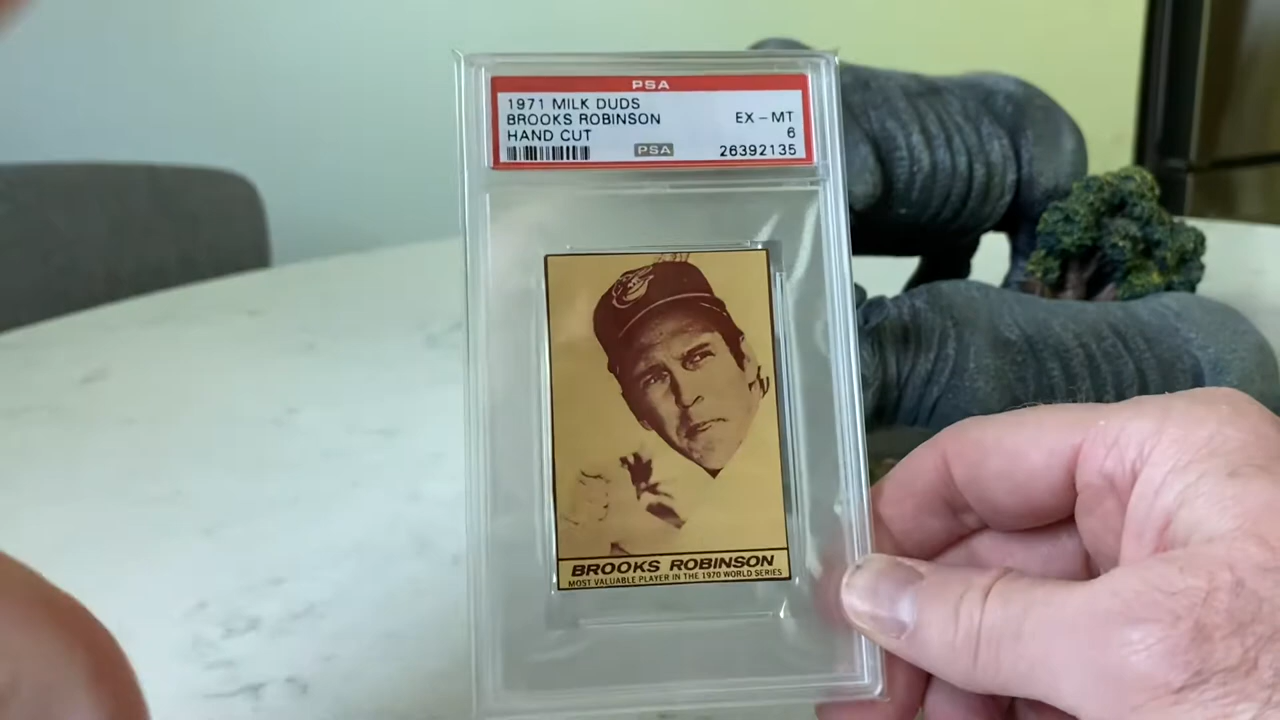 PSA
1971 MILK DUDS
BROOKS ROBINSON EX - MT
HAND CUT 6
PSA 26392135
BROOKS ROBINSON
MOST VALUABLE PLAYER IN THE 1970 WORLD SERIES